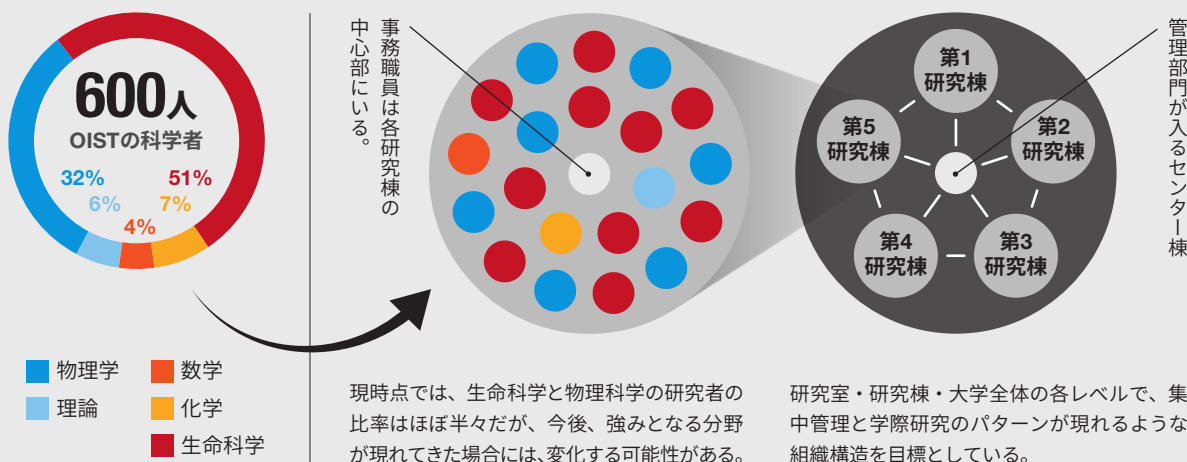 600人
OISTの科学者
32%
51%
6%
7%
4%
物理学
理論
数学
化学
生命科学
事務職員は各研究棟の
中心部にいる。
現時点では、生命科学と物理科学の研究者の
比率はほぼ半々だが、今後、強みとなる分野
が現れてきた場合には、変化する可能性がある。
第1
研究棟
第2
研究棟
第3
研究棟
第4
研究棟
第5
研究棟
管理部門が入るセンター棟
研究室・研究棟・大学全体の各レベルで、集
中管理と学際研究のパターンが現れるような
組織構造を目標としている。